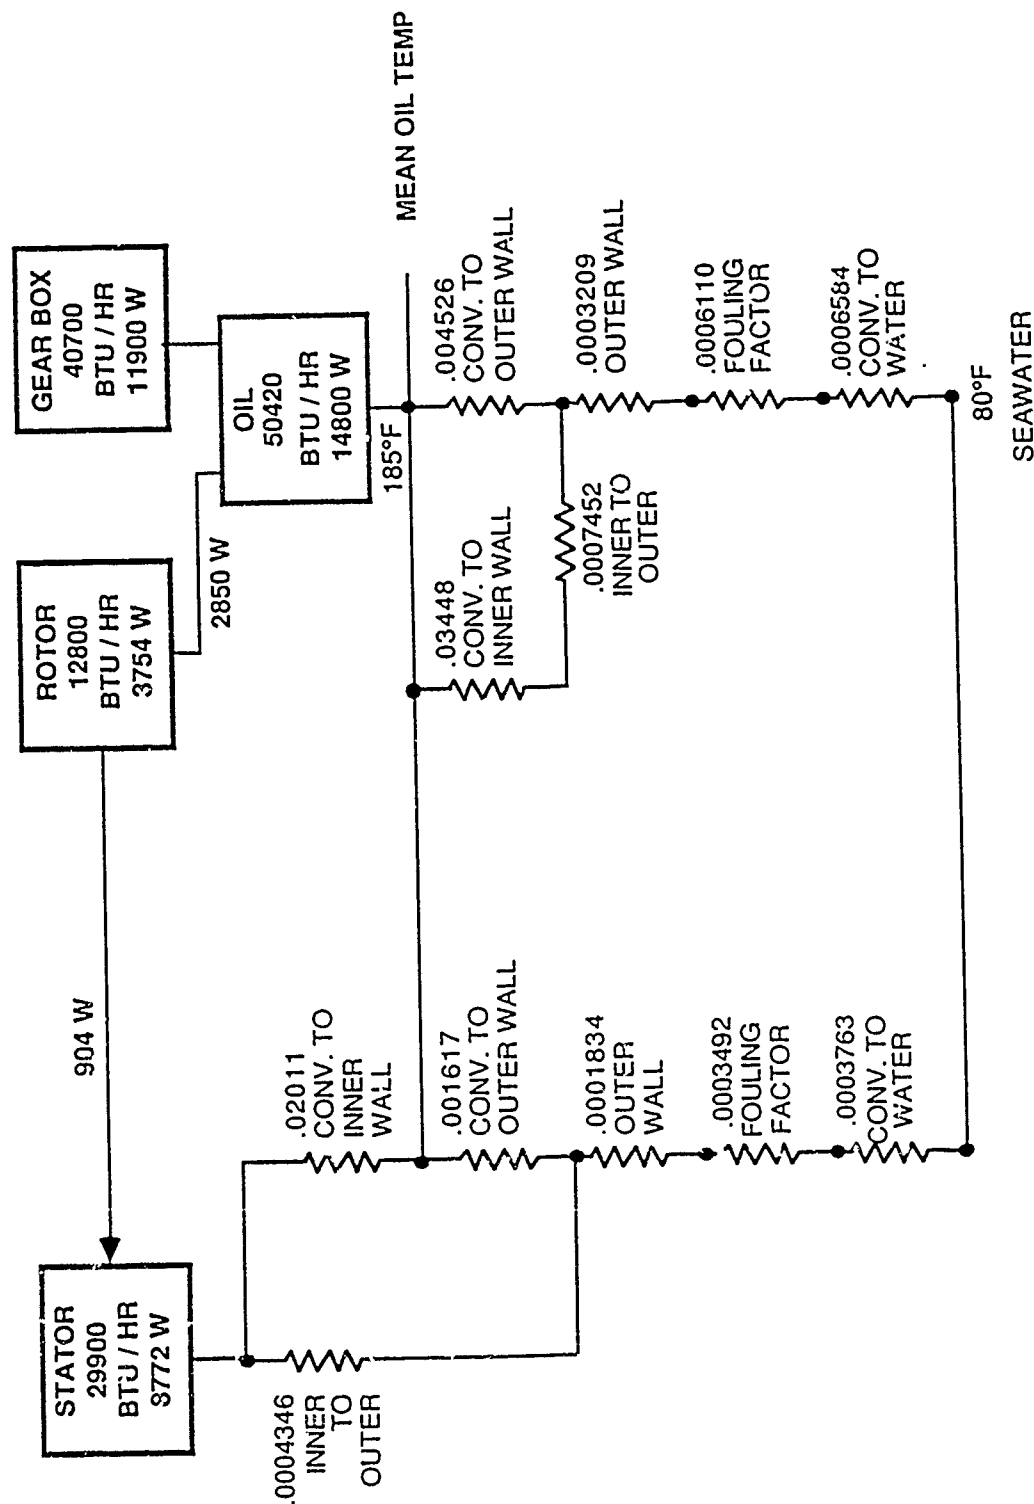 GEAR BOX
40700
BTU / HR
11900 W
ROTOR
12800
BTU / HR
3754 W
OIL
50420
BTU / HR
14800 W
2850 W
904 W
STATOR
29900
BTU / HR
8772 W
185°F
MEAN OIL TEMP
.0004346
INNER
TO
OUTER
.02011
CONV. TO
INNER
WALL
.001617
CONV. TO
OUTER WALL
.0001834
OUTER
WALL
.0003492
FOULING
FACTOR
.0003763
CONV. TO
WATER
.03448
CONV. TO
INNER WALL
.0007452
INNER TO
OUTER
.004526
CONV. TO
OUTER WALL
.0003209
OUTER WALL
.0006110
FOULING
FACTOR
.0006584
CONV. TO
WATER
80°F
SEAWATER